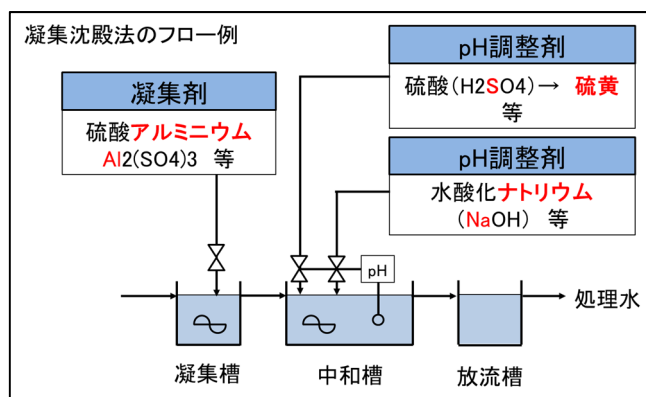 凝集沈殿法のフロー例
凝集剤
硫酸アルミニウム
Al2(SO4)3 等
pH調整剤
硫酸(H2SO4)→ 硫黄
等
pH調整剤
水酸化ナトリウム
(NaOH) 等
pH
処理水
凝集槽
中和槽
放流槽